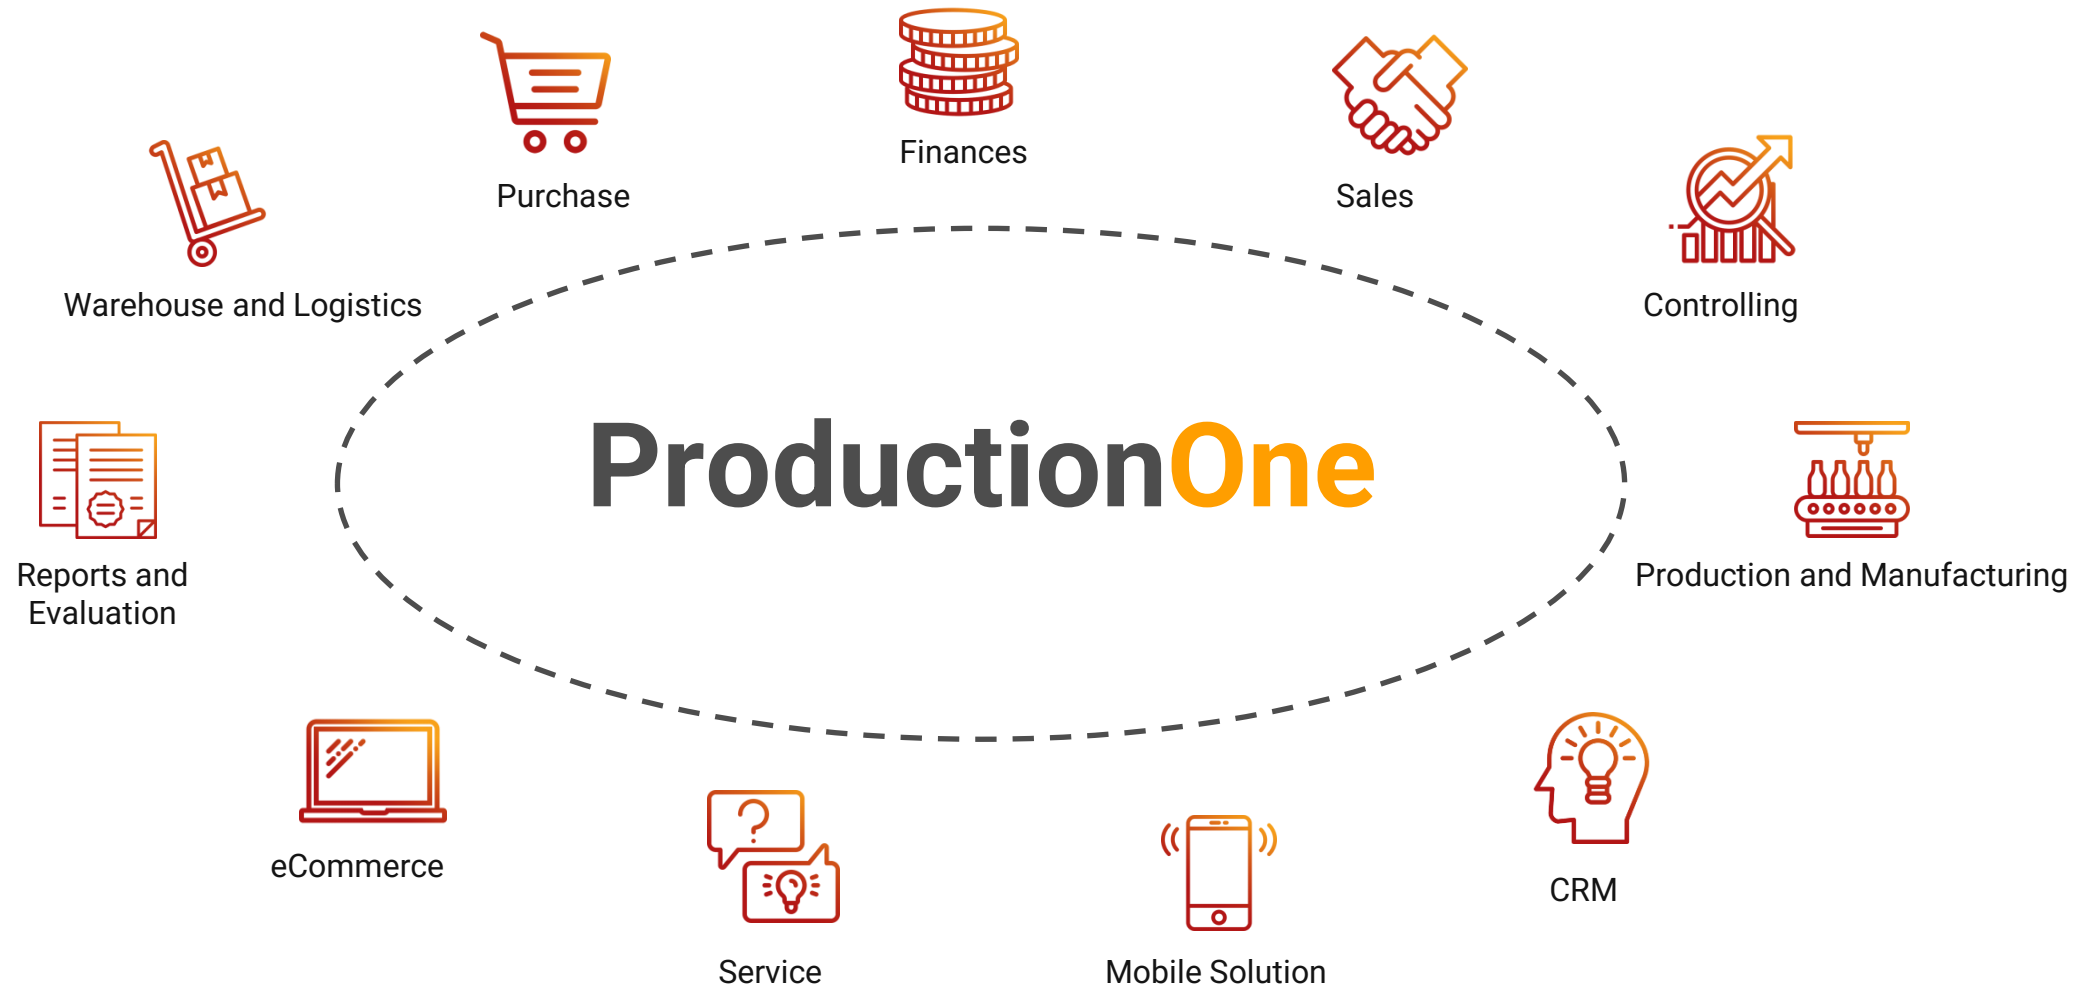 Finances
Purchase
Sales
Warehouse and Logistics
Controlling
ProductionOne
Reports and
Evaluation
Production and Manufacturing
eCommerce
CRM
Service
Mobile Solution